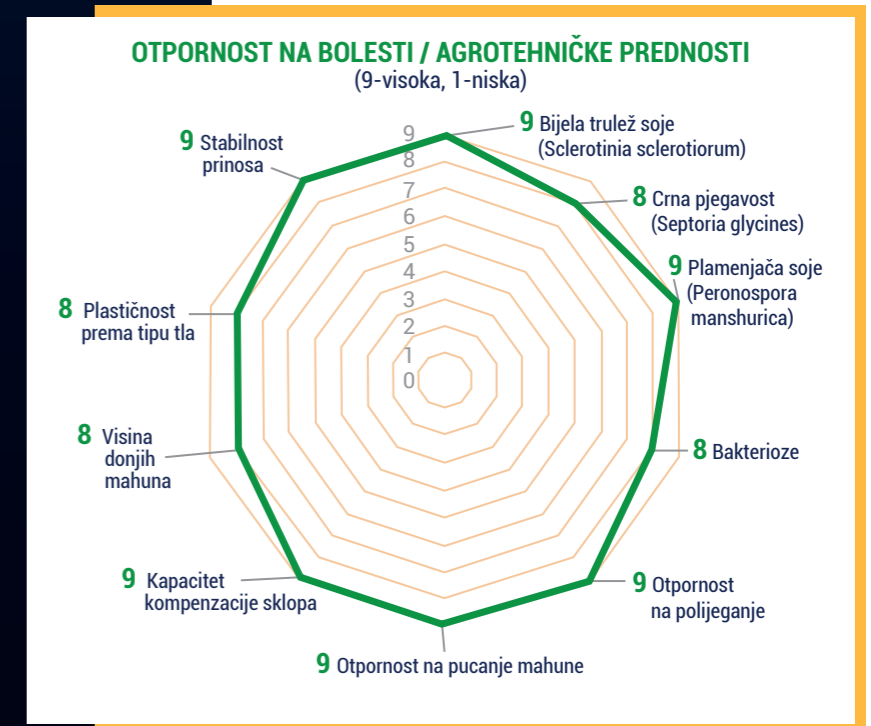 OTPORNOST NA BOLESTI / AGROTEHNIČKE PREDNOSTI
(9-visoka, 1-niska)
9 Bijela trulež soje
(Sclerotinia sclerotiorum)
8 Crna pjegavost
(Septoria glycines)
9 Plamenjača soje
(Peronospora
manshurica)
8 Bakterioze
9 Otpornost
na polijeganje
9 Otpornost na pucanje mahune
9 Kapacitet
kompenzacije sklopa
8 Visina
donjih
mahuna
8 Plastičnost
prema tipu tla
9 Stabilnost
prinosa
9
8
7
6
5
4
3
2
1
0